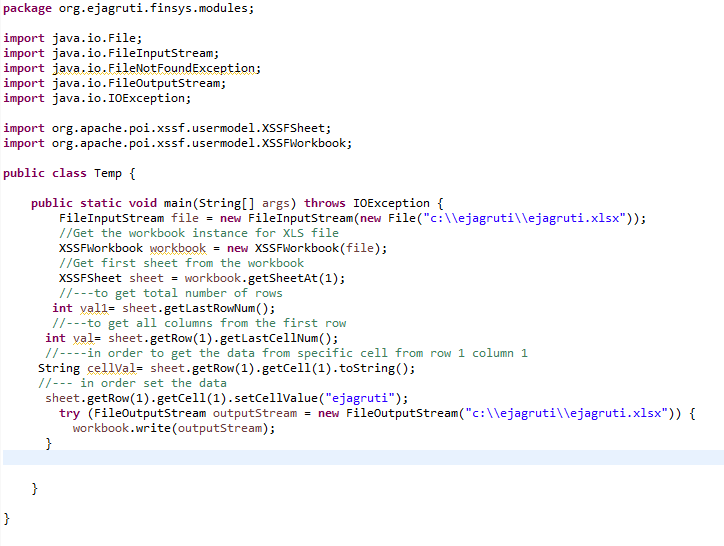 package org.ejagruti.finsys.modules;
import java.io.File;
import java.io.FileInputStream;
import java.io.FileNotFoundException;
import java.io.FileOutputStream;
import java.io.IOException;
import org.apache.poi.xssf.usermodel.XSSFSheet;
import org.apache.poi.xssf.usermodel.XSSFWorkbook;
public class Temp {
public static void main(String[] args) throws IOException {
FileInputStream file = new FileInputStream(new File("c:\\ejagruti\\ejagruti.xlsx"));
//Get the workbook instance for XLS file
XSSFWorkbook workbook = new XSSFWorkbook(file);
//Get first sheet from the workbook
XSSFSheet sheet = workbook.getSheetAt(1);
//---to get total number of rows
int val1= sheet.getLastRowNum();
//---to get all columns from the first row
int val= sheet.getRow(1).getLastCellNum();
//----in order to get the data from specific cell from row 1 column 1
String cellVal= sheet.getRow(1).getCell(1).toString();
//--- in order set the data
sheet.getRow(1).getCell(1).setCellValue("ejagruti");
try (FileOutputStream outputStream = new FileOutputStream("c:\\ejagruti\\ejagruti.xlsx")) {
workbook.write(outputStream);
}
}
}